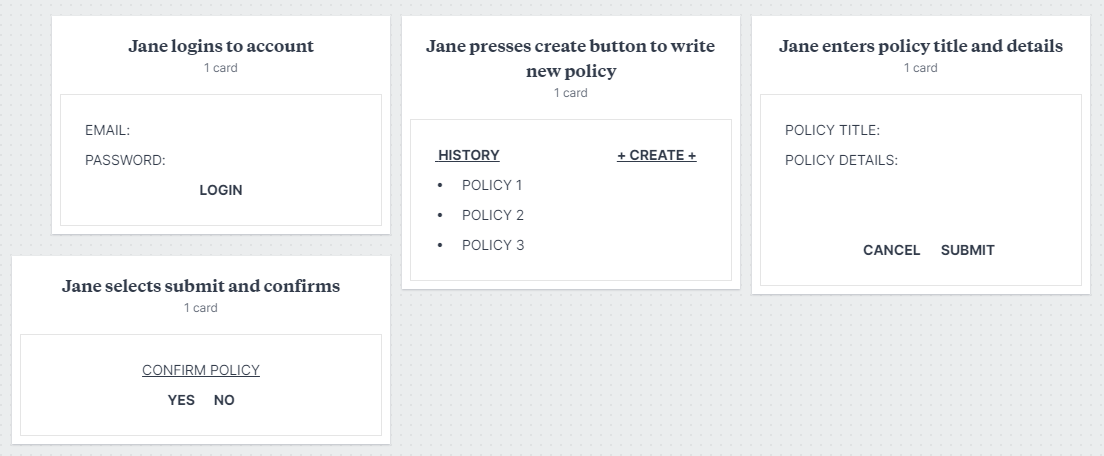 Jane logins to account
1 card
EMAIL:
PASSWORD:
LOGIN
Jane presses create button to write
new policy
1 card
HISTORY + CREATE +
• POLICY 1
• POLICY 2
• POLICY 3
Jane enters policy title and details
1 card
POLICY TITLE:
POLICY DETAILS:
CANCEL SUBMIT
Jane selects submit and confirms
1 card
CONFIRM POLICY
YES NO